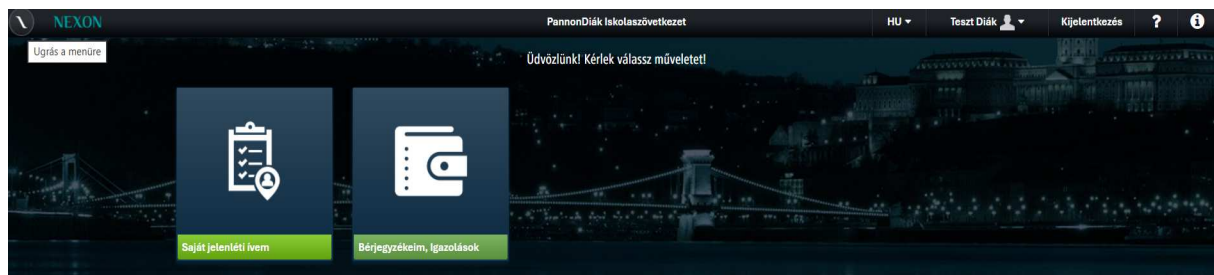 NEXON
PannonDiák Iskolaszövetkezet
HU
Teszt Diák
Kijelentkezés
?
Ugrás a menüre
Üdvözlünk! Kérlek válassz műveletet!
Saját jelenléti ívem
Bérjegyzékeim, Igazolások